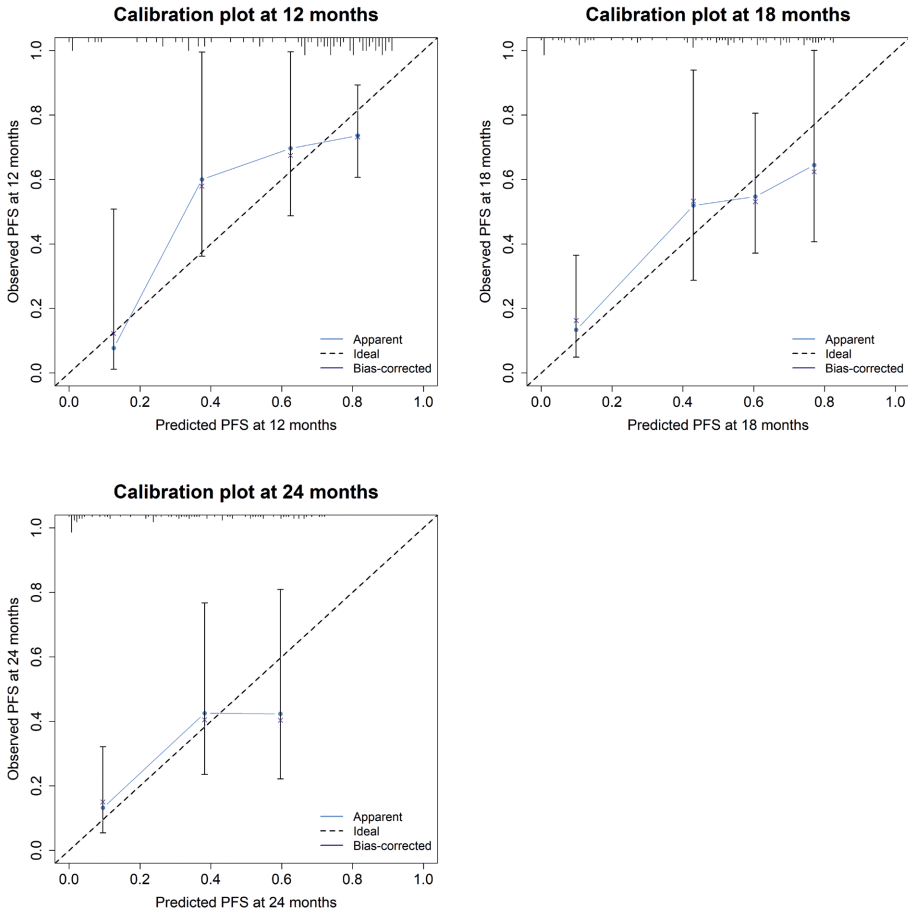 Calibration plot at 12 months
1.0
0.8
0.6
0.4
0.2
0.0
Observed PFS at 12 months
Apparent
Ideal
Bias-corrected
0.0 0.2 0.4 0.6 0.8 1.0
Predicted PFS at 12 months
Calibration plot at 18 months
1.0
0.8
0.6
0.4
0.2
0.0
Observed PFS at 18 months
Apparent
Ideal
Bias-corrected
0.0 0.2 0.4 0.6 0.8 1.0
Predicted PFS at 18 months
Calibration plot at 24 months
1.0
0.8
0.6
0.4
0.2
0.0
Observed PFS at 24 months
Apparent
Ideal
Bias-corrected
0.0 0.2 0.4 0.6 0.8 1.0
Predicted PFS at 24 months